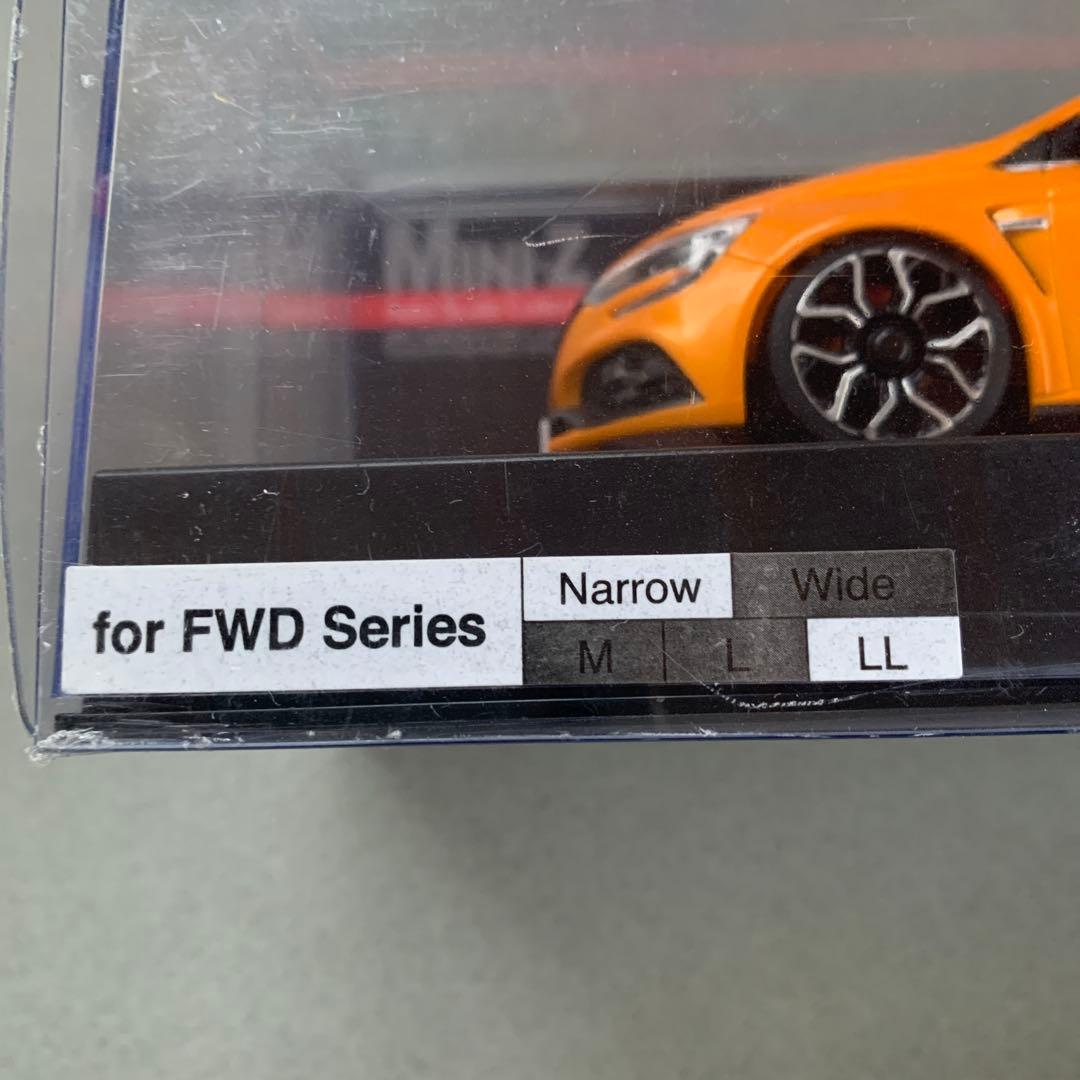 MINI-Z
for FWD Series
Narrow Wide
M L LL